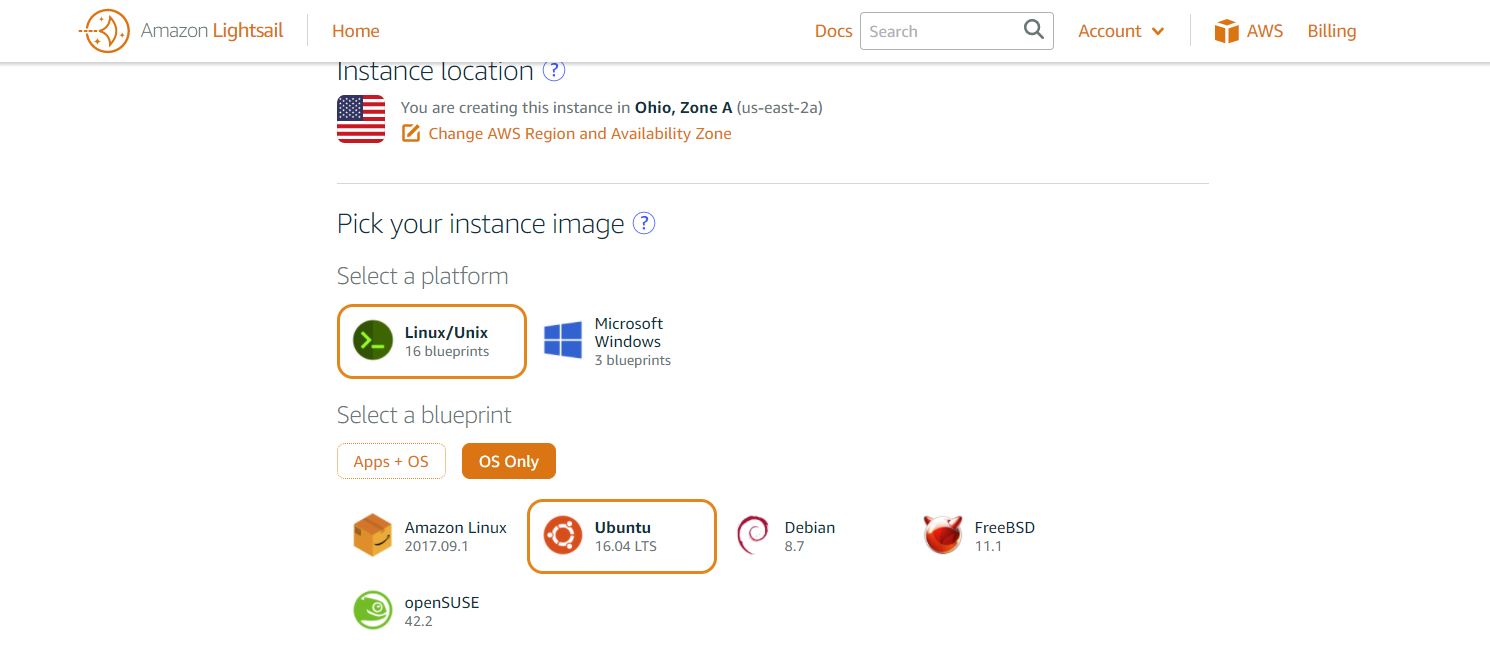 Amazon Lightsail
Home
Docs
Search
Account
AWS
Billing
Instance location ?
You are creating this instance in Ohio, Zone A (us-east-2a)
Change AWS Region and Availability Zone
Pick your instance image ?
Select a platform
Linux/Unix
16 blueprints
Microsoft
Windows
3 blueprints
Select a blueprint
Apps + OS
OS Only
Amazon Linux
2017.09.1
Ubuntu
16.04 LTS
Debian
8.7
FreeBSD
11.1
openSUSE
42.2